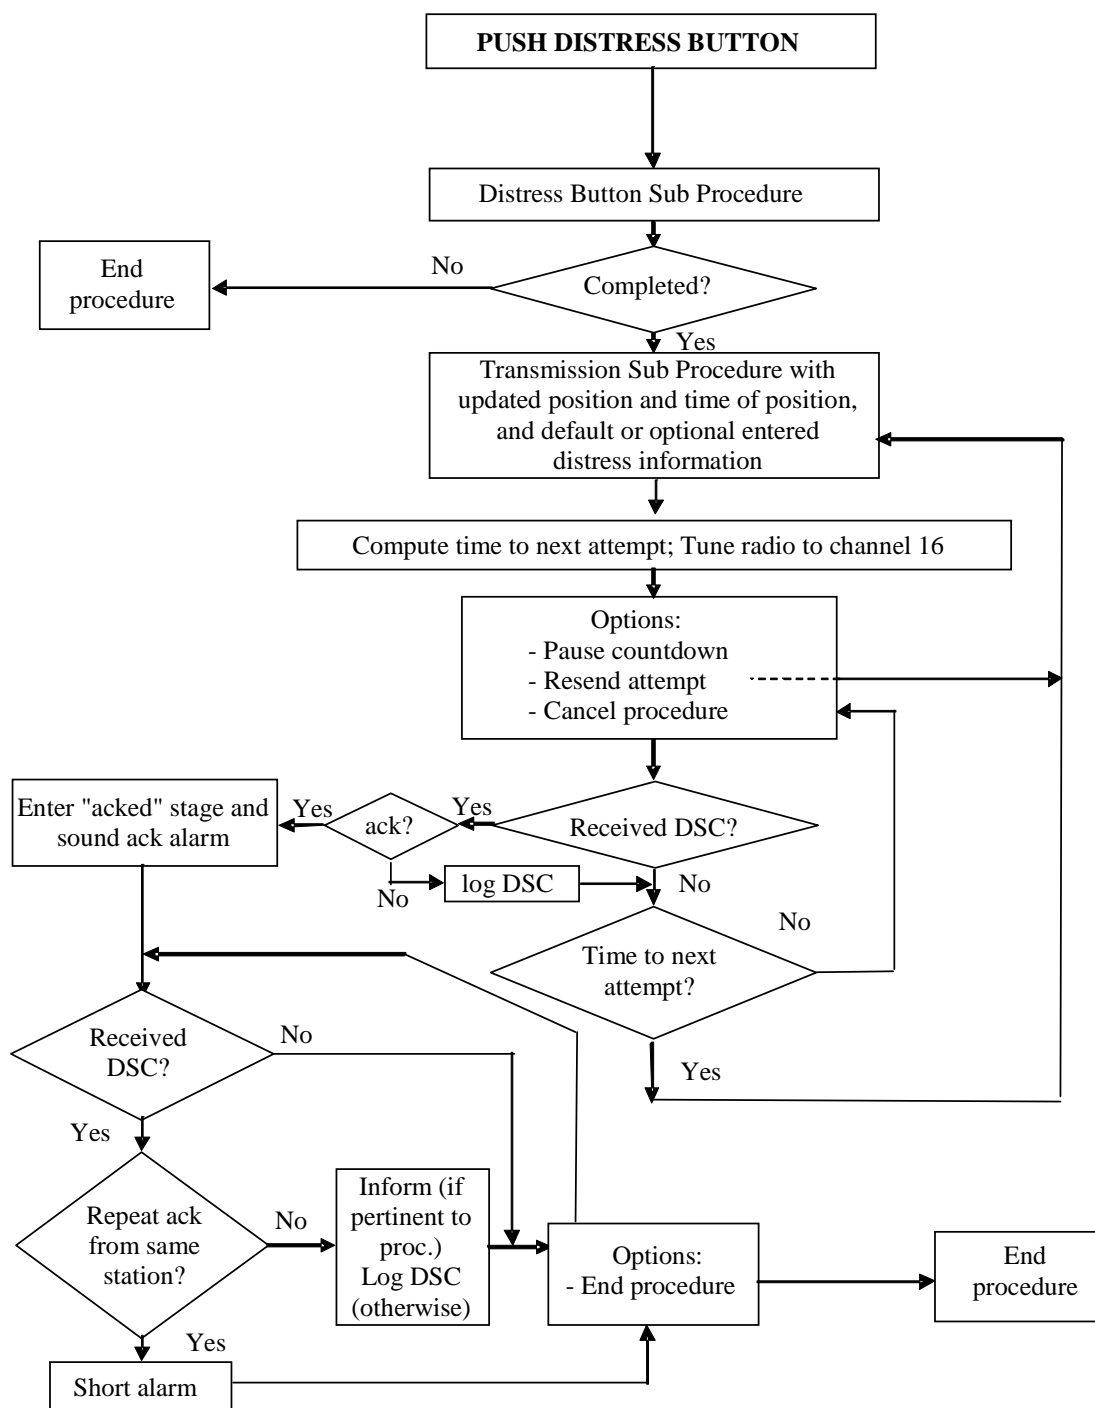 PUSH DISTRESS BUTTON
Distress Button Sub Procedure
End
procedure
No
Completed?
Yes
Transmission Sub Procedure with
updated position and time of position,
and default or optional entered
distress information
Compute time to next attempt; Tune radio to channel 16
Options:
- Pause countdown
- Resend attempt
- Cancel procedure
Enter "acked" stage and
sound ack alarm
Yes
ack?
Yes
Received DSC?
No
log DSC
No
Time to next
attempt?
No
Yes
Received
DSC?
No
Yes
Repeat ack
from same
station?
No
Inform (if
pertinent to
proc.)
Log DSC
(otherwise)
Options:
- End procedure
End
procedure
Yes
Short alarm